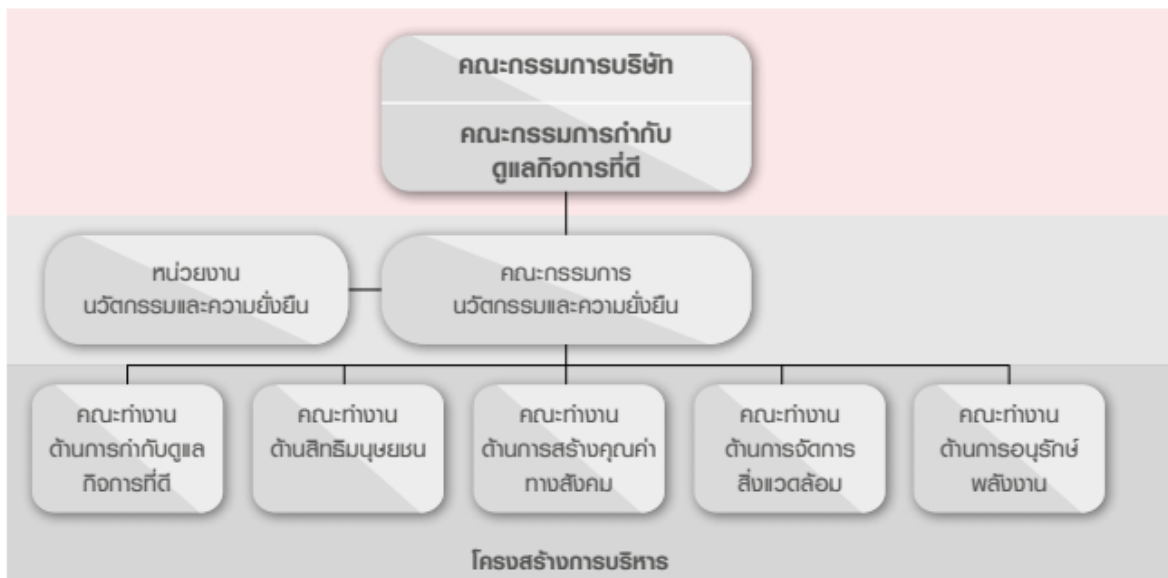 คณะกรรมการบริษัท
คณะกรรมการกำกับ
ดูแลกิจการที่ดี
หน่วยงาน
นวัตกรรมและความยั่งยืน
คณะกรรมการ
นวัตกรรมและความยั่งยืน
คณะทำงาน
ด้านการกำกับดูแล
กิจการที่ดี
คณะทำงาน
ด้านสิทธิมนุษยชน
คณะทำงาน
ด้านการสร้างคุณค่า
ทางสังคม
คณะทำงาน
ด้านการจัดการ
สิ่งแวดล้อม
คณะทำงาน
ด้านการอนุรักษ์
พลังงาน
โครงสร้างการบริหาร